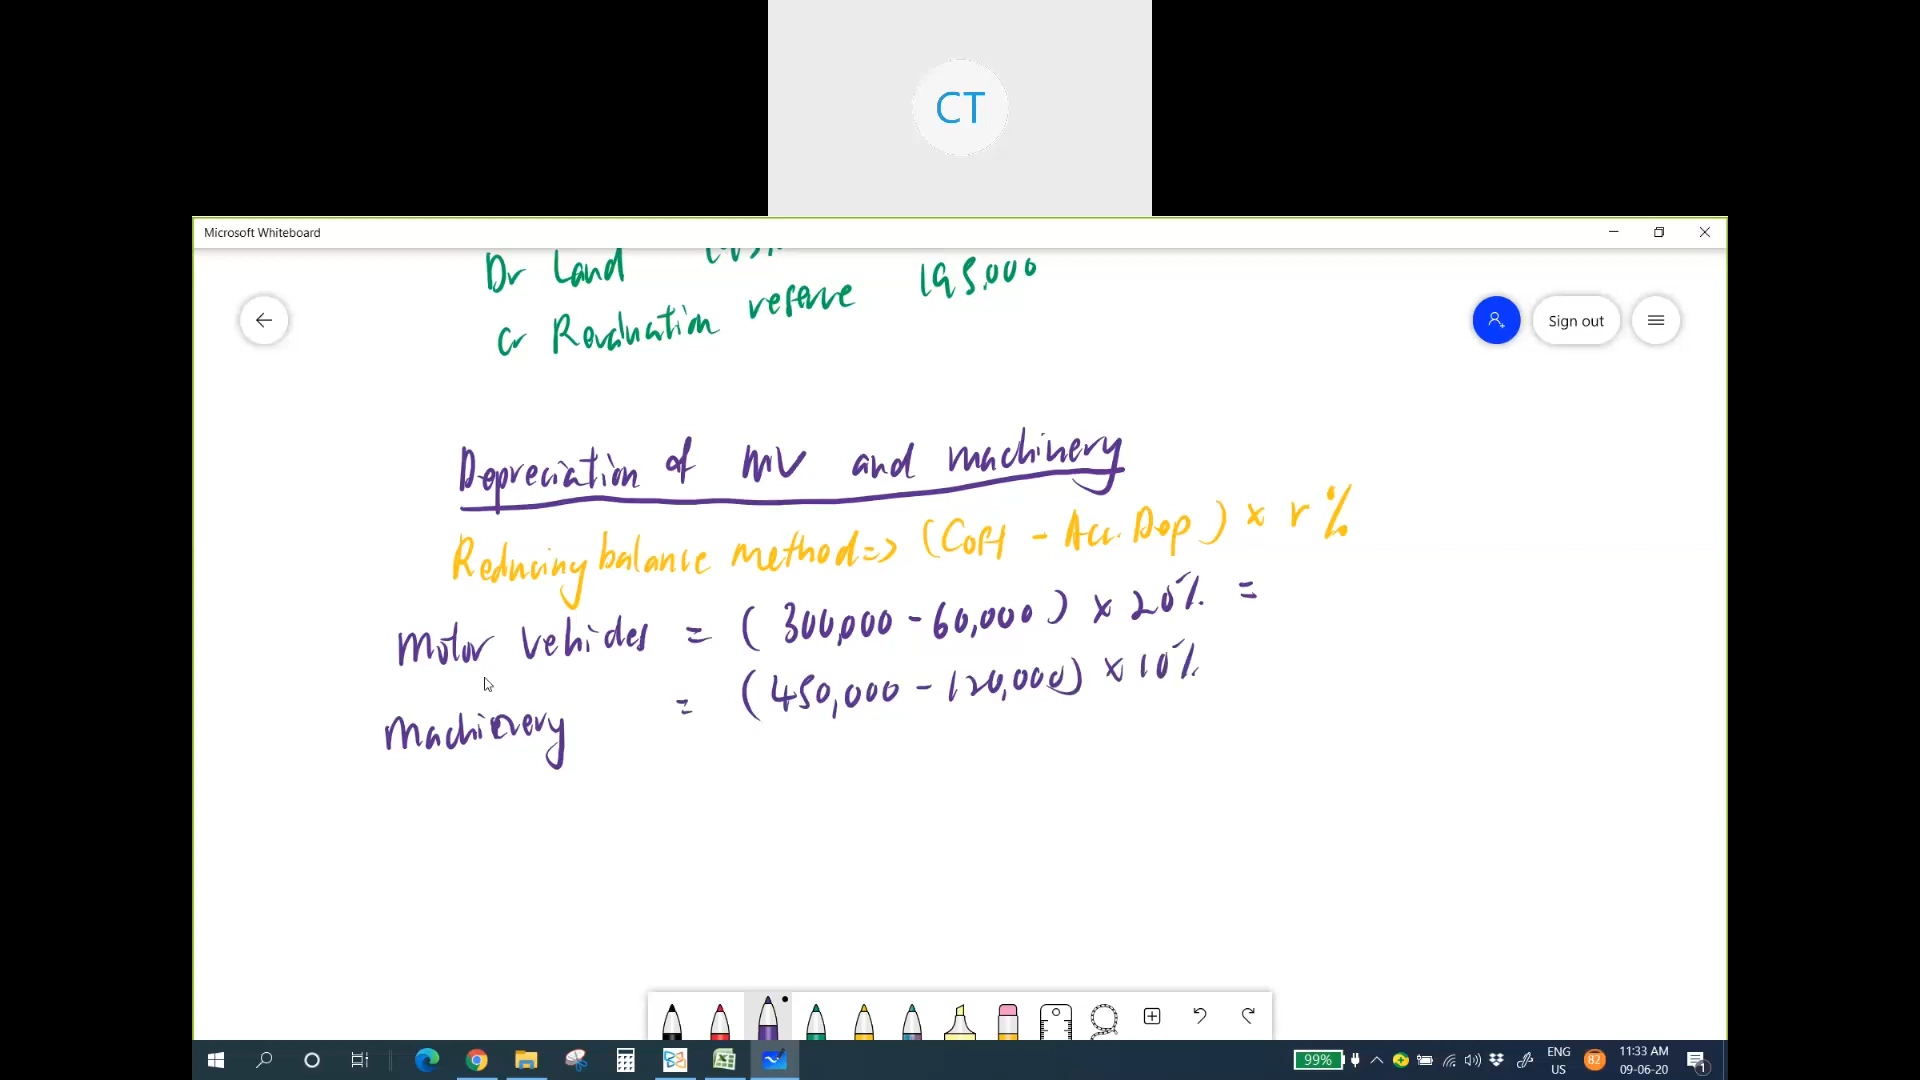 CT
Microsoft Whiteboard
Dr Land
Cr Revaluation reserve 195,000
Sign out
Depreciation of MV and machinery
Reducing balance method => (Cost - Acc. Dep) × r%
Motor vehicles = (300,000 - 60,000) × 20% =
Machinery = (450,000 - 120,000) × 10%
99%
ENG
US
82
11:33 AM
09-06-20
1